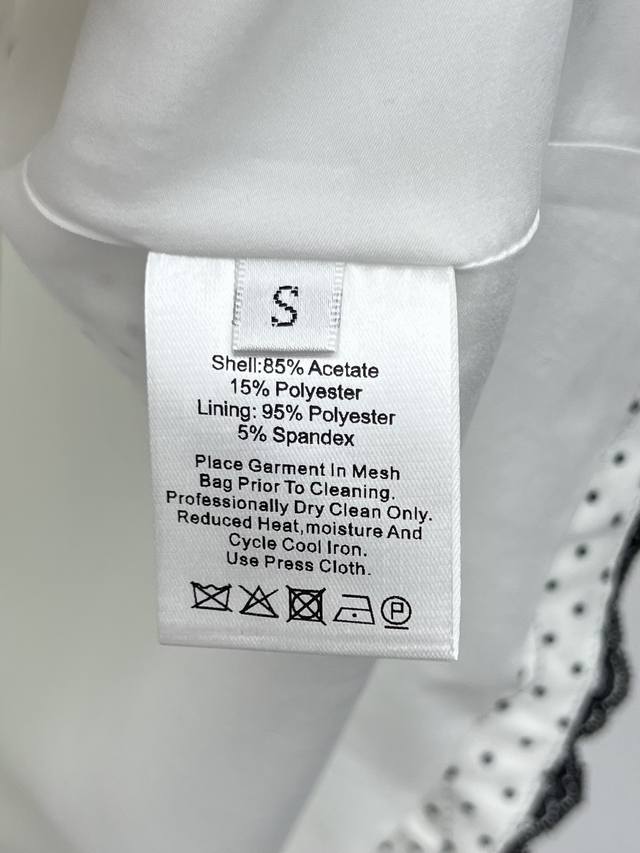 S
Shell:85% Acetate
15% Polyester
Lining: 95% Polyester
5% Spandex
Place Garment In Mesh
Bag Prior To Cleaning.
Professionally Dry Clean Only.
Reduced Heat,moisture And
Cycle Cool Iron.
Use Press Cloth.
P